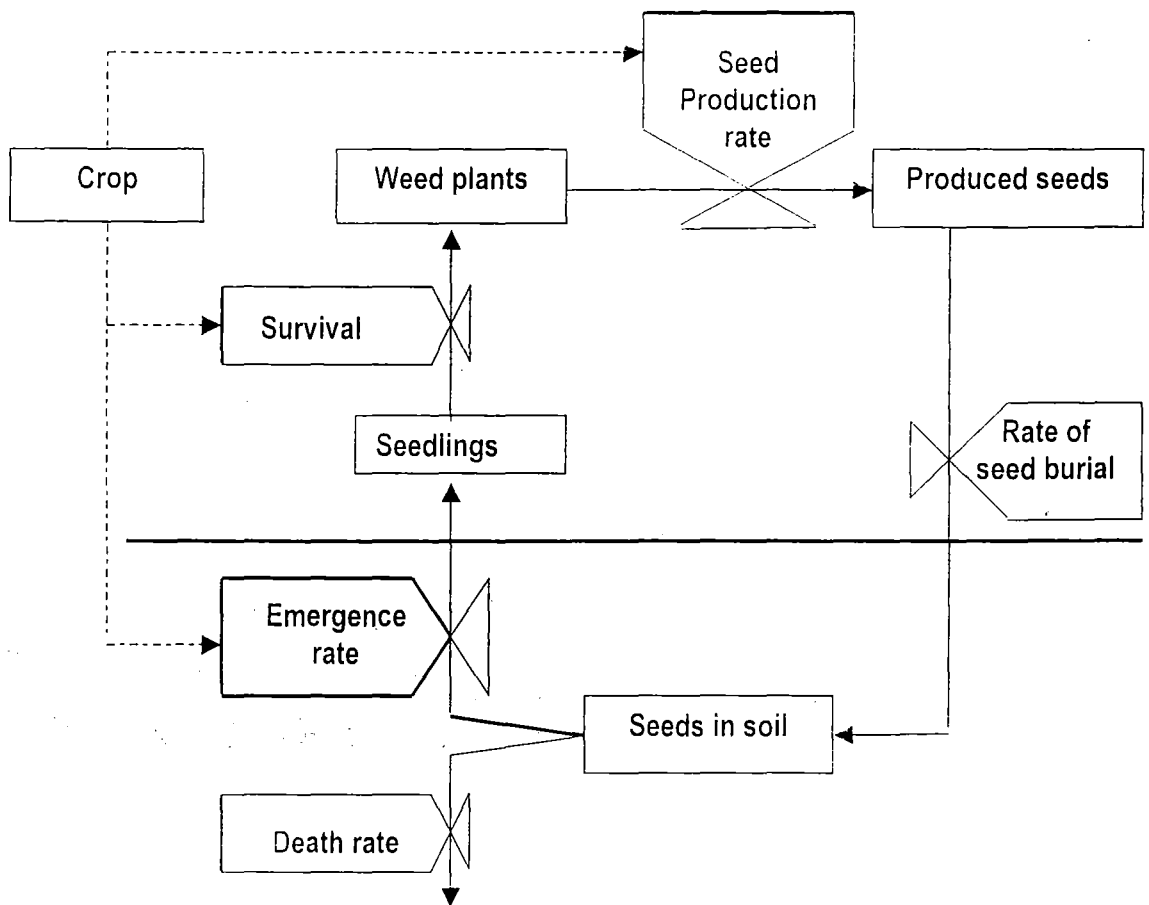 Seed
Production
rate
Crop
Weed plants
Produced seeds
Survival
Seedlings
Rate of
seed burial
Emergence
rate
Seeds in soil
Death rate